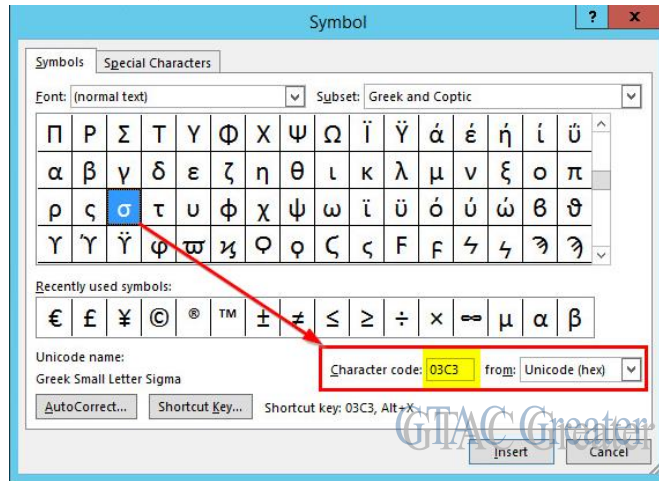 Symbol
? x
Symbols Special Characters
Font: (normal text) Subset: Greek and Coptic
Π Ρ Σ Τ Υ Φ Χ Ψ Ω Ϊ Ϋ ά έ ή ί ΰ
α β γ δ ε ζ η θ ι κ λ μ ν ξ ο π
ρ ς σ τ υ φ χ ψ ω ϊ ϋ ό ύ ώ ϐ ϑ
ϒ ϓ ϔ ϕ ϖ ϗ Ϙ ϙ Ϛ ϛ Ϝ ϝ Ϟ ϟ Ϡ ϡ
Recently used symbols:
€ £ ¥ © ® ™ ± ≠ ≤ ≥ ÷ × ∞ µ α β
Unicode name:
Greek Small Letter Sigma
Character code: 03C3 from: Unicode (hex)
AutoCorrect... Shortcut Key... Shortcut key: 03C3, Alt+X
GTAC Greater
Insert Cancel